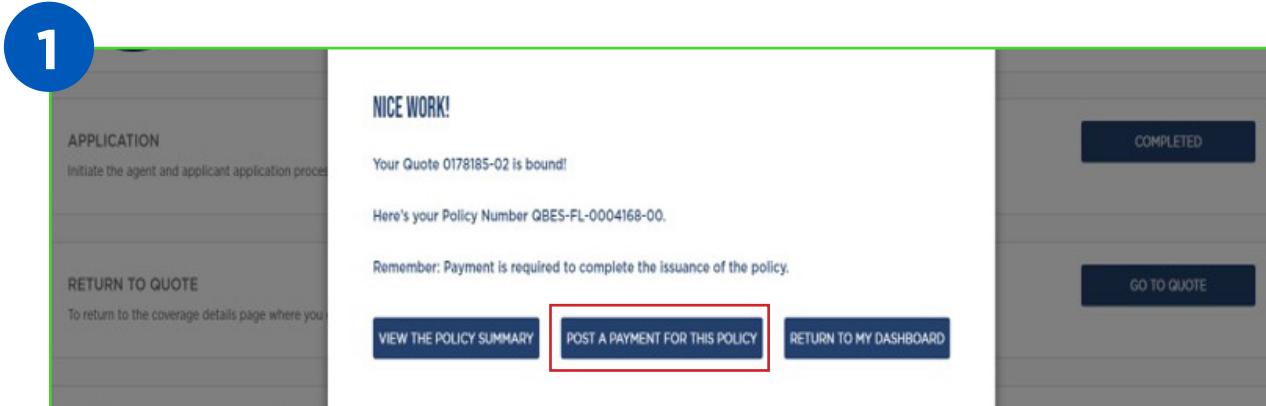 1
NICE WORK!
APPLICATION
COMPLETED
Initiate the agent and applicant application proces
Your Quote 0178185-02 is bound!
Here's your Policy Number QBES-FL-0004168-00.
Remember: Payment is required to complete the issuance of the policy.
RETURN TO QUOTE
GO TO QUOTE
To return to the coverage details page where you
VIEW THE POLICY SUMMARY
POST A PAYMENT FOR THIS POLICY
RETURN TO MY DASHBOARD